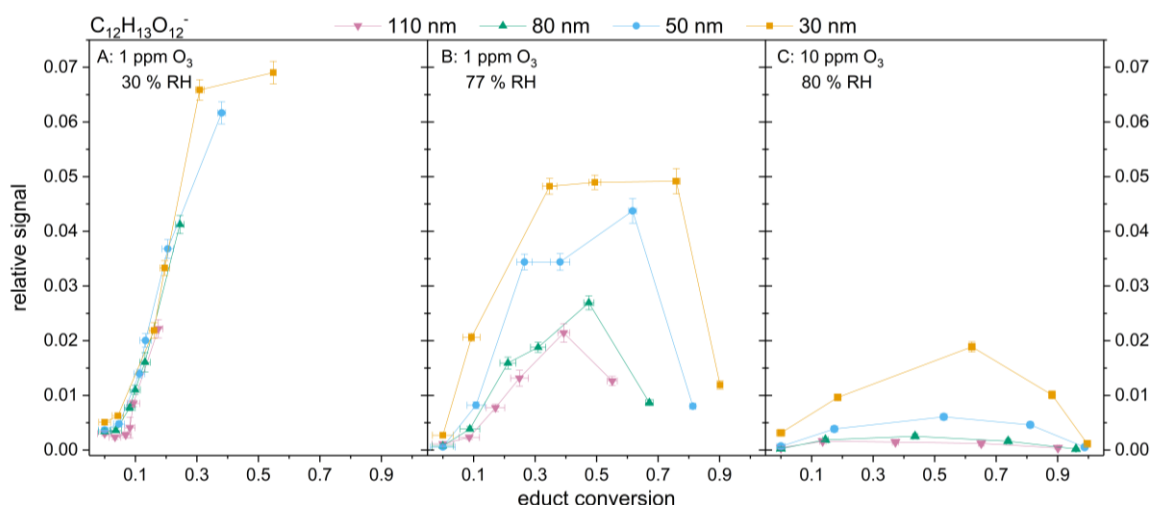 C₁₂H₁₃O₁₂⁻
110 nm 80 nm 50 nm 30 nm
A: 1 ppm O₃
30 % RH
B: 1 ppm O₃
77 % RH
C: 10 ppm O₃
80 % RH
0.07 0.07
0.06 0.06
0.05 0.05
0.04 0.04
0.03 0.03
0.02 0.02
0.01 0.01
0.00 0.00
relative signal
0.1 0.3 0.5 0.7 0.9 0.1 0.3 0.5 0.7 0.9 0.1 0.3 0.5 0.7 0.9
educt conversion